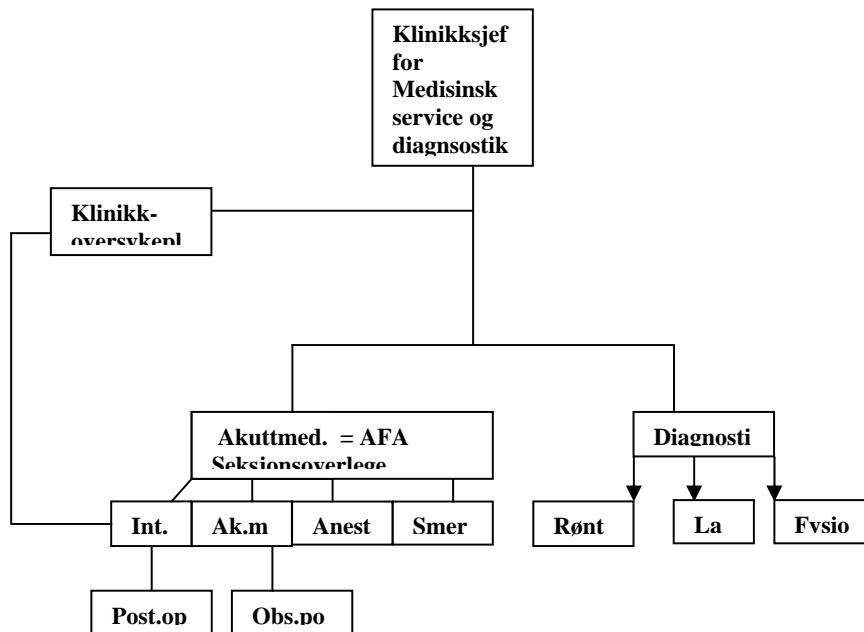 Klinikksjef
for
Medisinsk
service og
diagnsostik
Klinikk-
oversykepl
Akuttmed. = AFA
Seksjonsoverlege
Diagnosti
Int.
Ak.m
Anest
Smer
Rønt
La
Fysio
Post.op
Obs.po